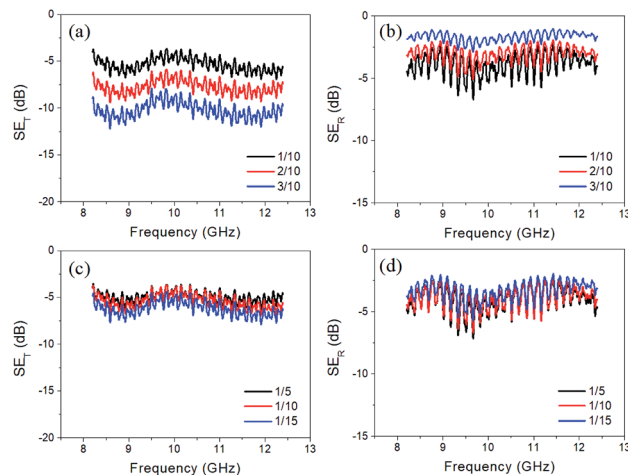 (a)
0
-5
-10
-15
-20
SE_T (dB)
1/10
2/10
3/10
8 9 10 11 12 13
Frequency (GHz)
(b)
0
-5
-10
-15
SE_R (dB)
1/10
2/10
3/10
8 9 10 11 12 13
Frequency (GHz)
(c)
0
-5
-10
-15
-20
SE_T (dB)
1/5
1/10
1/15
8 9 10 11 12 13
Frequency (GHz)
(d)
0
-5
-10
-15
SE_R (dB)
1/5
1/10
1/15
8 9 10 11 12 13
Frequency (GHz)